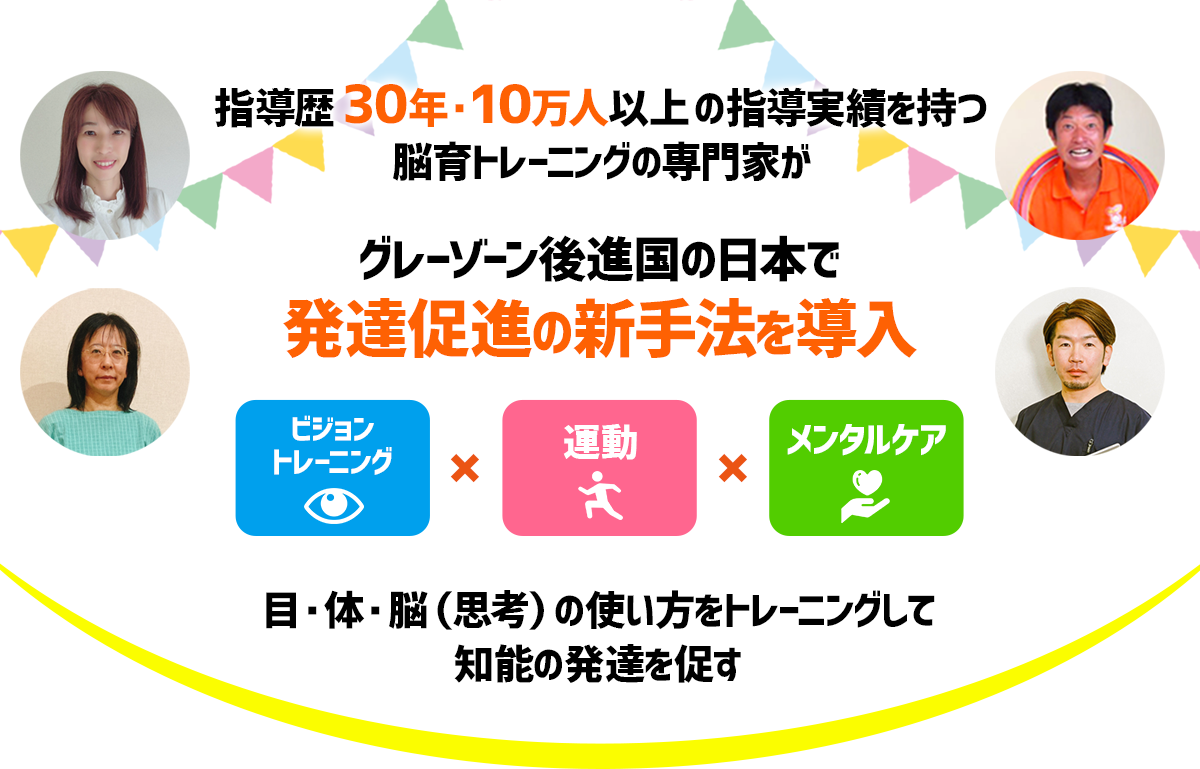 指導歴30年・10万人以上の指導実績を持つ
脳育トレーニングの専門家が
グレーゾーン後進国の日本で
発達促進の新手法を導入
ビジョン
トレーニング
×
運動
×
メンタルケア
目・体・脳（思考）の使い方をトレーニングして
知能の発達を促す